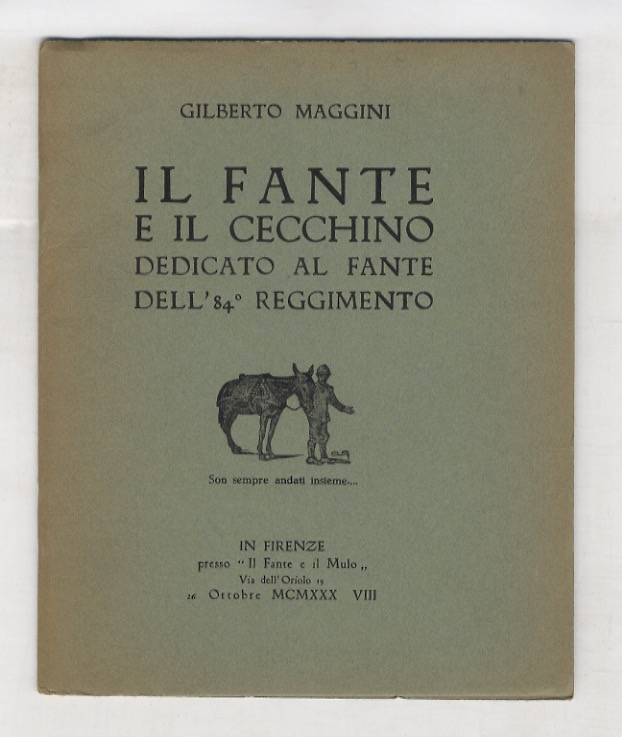 GILBERTO MAGGINI
IL FANTE
E IL CECCHINO
DEDICATO AL FANTE
DELL'84º REGGIMENTO
Son sempre andati insieme....
IN FIRENZE
presso "Il Fante e il Mulo„
Via dell'Oriolo 19
26 Ottobre MCMXXX VIII